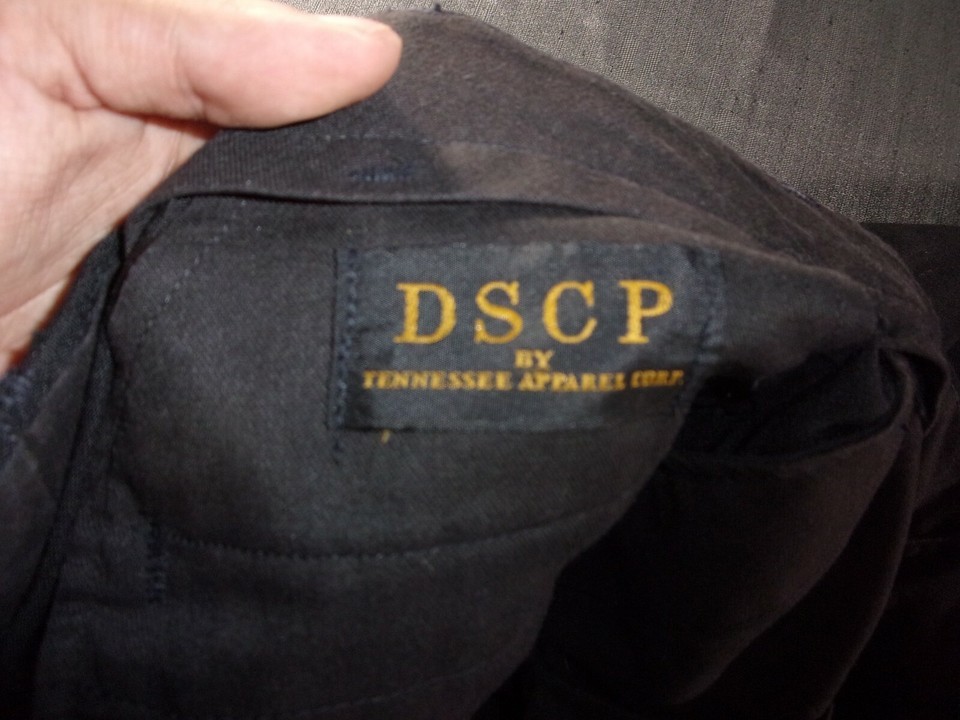 DSCP
BY
TENNESSEE APPAREL CORP.